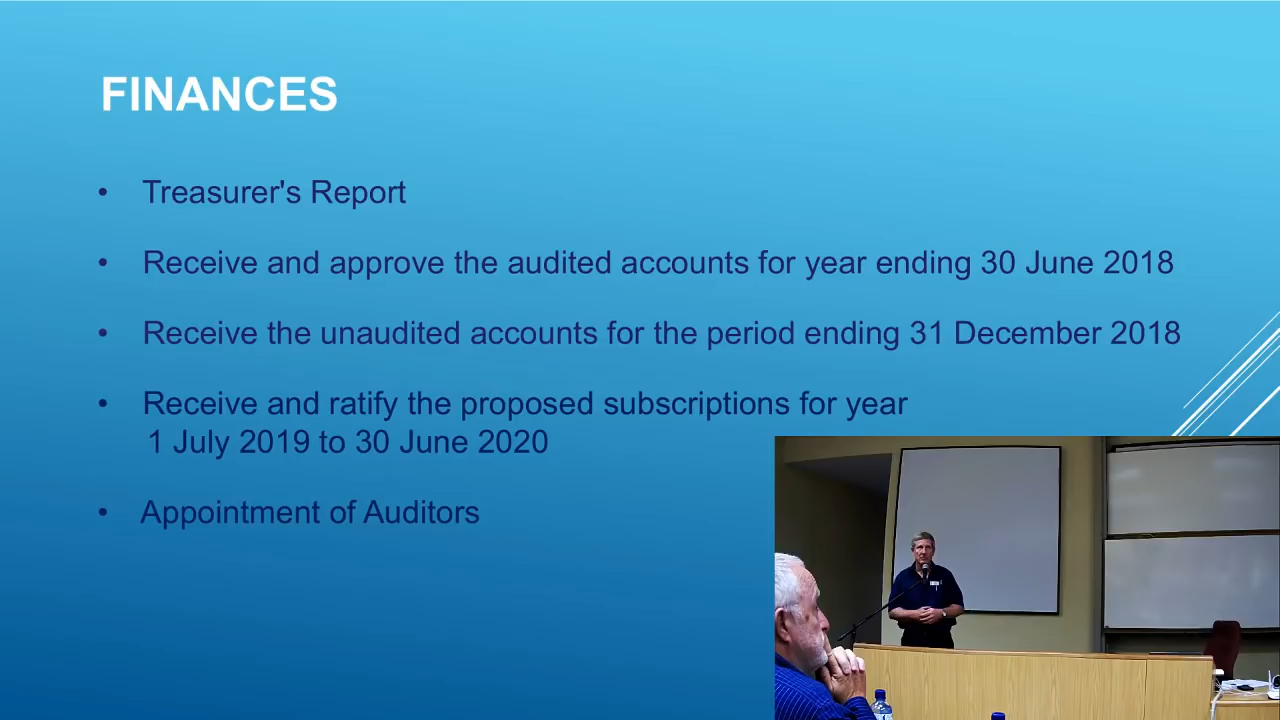 FINANCES
• Treasurer's Report
• Receive and approve the audited accounts for year ending 30 June 2018
• Receive the unaudited accounts for the period ending 31 December 2018
• Receive and ratify the proposed subscriptions for year
1 July 2019 to 30 June 2020
• Appointment of Auditors